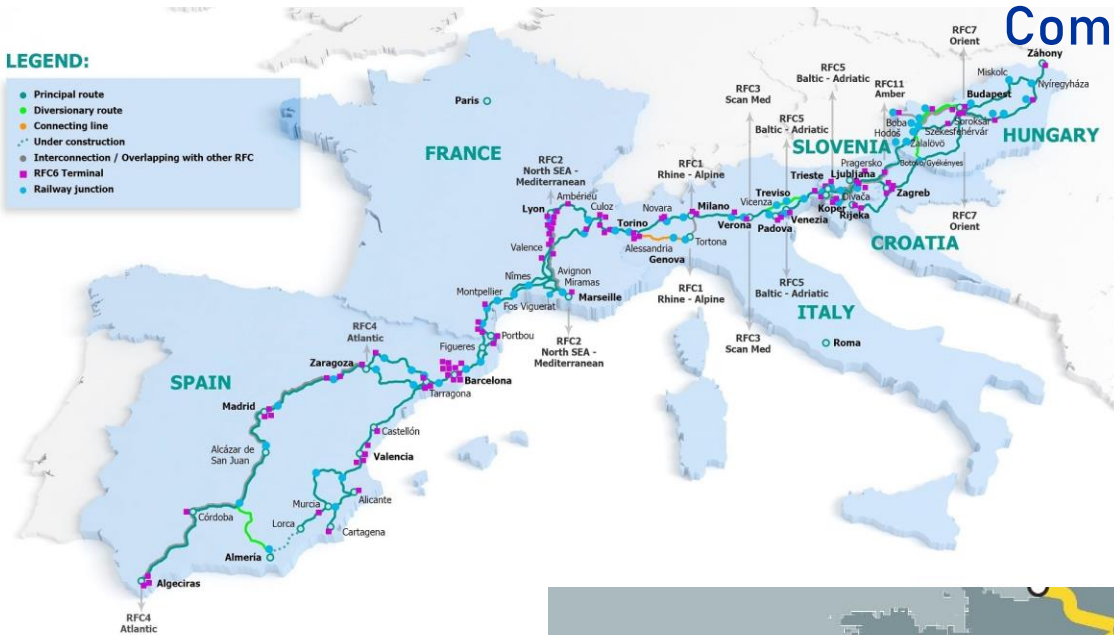 Com
LEGEND:
Principal route
Diversionary route
Connecting line
Under construction
Interconnection / Overlapping with other RFC
RFC6 Terminal
Railway junction
Paris
FRANCE
RFC2
North SEA -
Mediterranean
Ambérieu
Lyon
Culoz
Valence
Avignon
Miramas
Nîmes
Montpellier
Fos Viguerat
Marseille
RFC2
North SEA -
Mediterranean
Portbou
Figueres
Barcelona
Tarragona
RFC4
Atlantic
Zaragoza
SPAIN
Madrid
Alcázar de
San Juan
Castellón
Valencia
Alicante
Murcia
Lorca
Cartagena
Córdoba
Almería
Algeciras
RFC4
Atlantic
RFC1
Rhine - Alpine
Torino
Novara
Milano
Alessandria
Genova
Tortona
RFC1
Rhine - Alpine
RFC3
Scan Med
Verona
Vicenza
Treviso
Padova
Venezia
RFC3
Scan Med
RFC5
Baltic - Adriatic
RFC5
Baltic - Adriatic
RFC5
Baltic - Adriatic
ITALY
Roma
Trieste
Koper
Rijeka
Divača
Ljubljana
Pragersko
SLOVENIA
Zagreb
CROATIA
RFC11
Amber
Boba
Hodoš
Zalalövö
Botovo/Gyékényes
Székesfehérvár
Soroksár
Budapest
RFC7
Orient
RFC7
Orient
Miskolc
Záhony
Nyíregyháza
HUNGARY